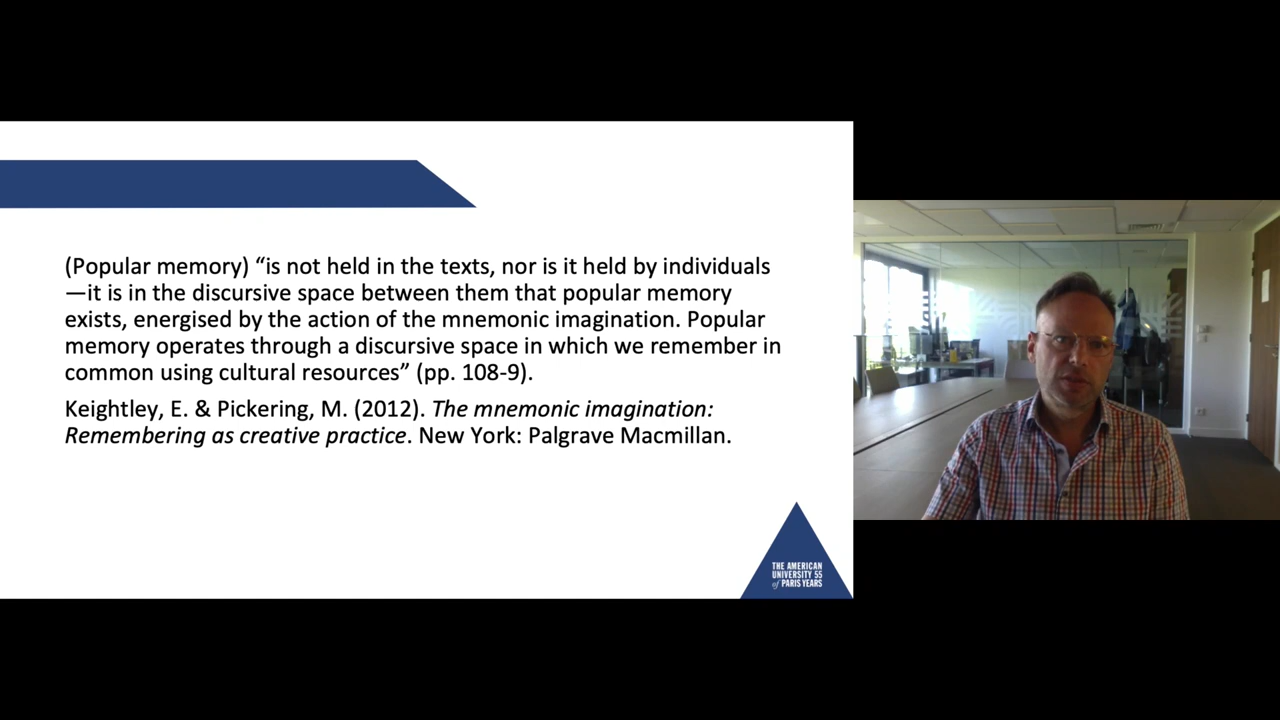 (Popular memory) “is not held in the texts, nor is it held by individuals
—it is in the discursive space between them that popular memory
exists, energised by the action of the mnemonic imagination. Popular
memory operates through a discursive space in which we remember in
common using cultural resources” (pp. 108-9).
Keightley, E. & Pickering, M. (2012). The mnemonic imagination:
Remembering as creative practice. New York: Palgrave Macmillan.
THE AMERICAN
UNIVERSITY 55
of PARIS YEARS